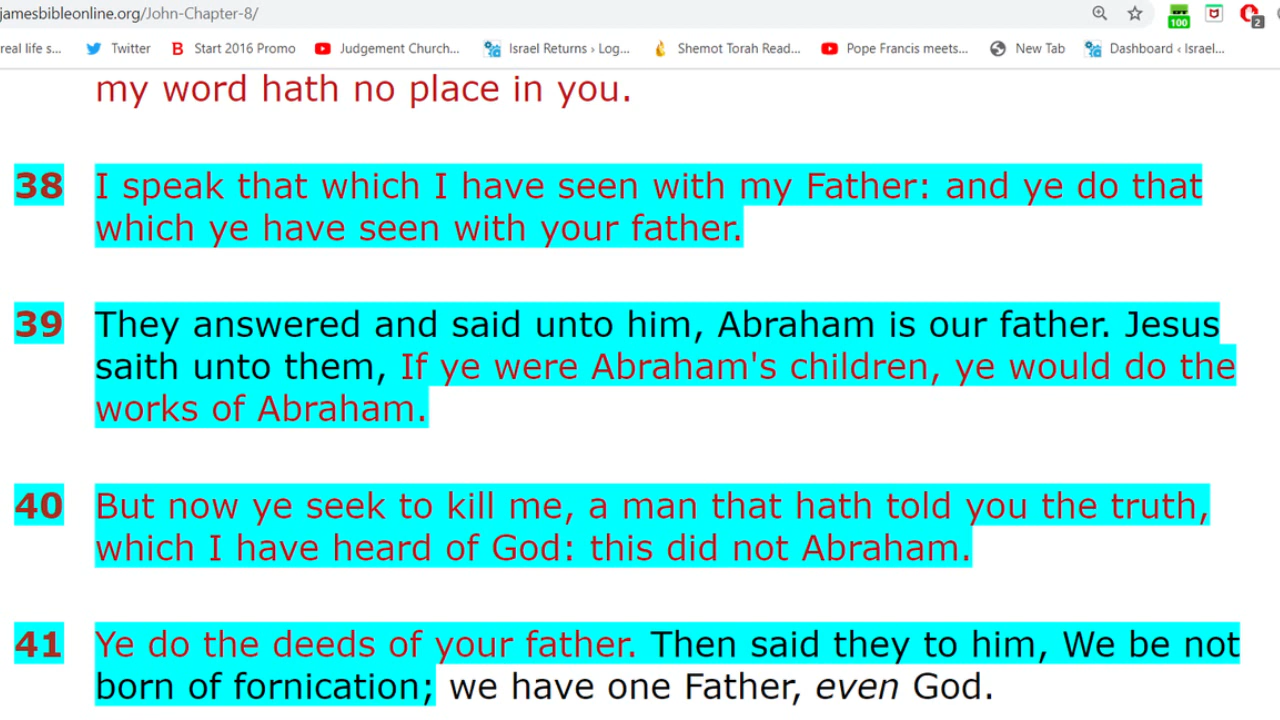 jamesbibleonline.org/John-Chapter-8/
100
2
real life s...
Twitter
B Start 2016 Promo
Judgement Church...
Israel Returns › Log...
Shemot Torah Read...
Pope Francis meets...
New Tab
Dashboard ‹ Israel...
my word hath no place in you.
38 I speak that which I have seen with my Father: and ye do that
which ye have seen with your father.
39 They answered and said unto him, Abraham is our father. Jesus
saith unto them, If ye were Abraham's children, ye would do the
works of Abraham.
40 But now ye seek to kill me, a man that hath told you the truth,
which I have heard of God: this did not Abraham.
41 Ye do the deeds of your father. Then said they to him, We be not
born of fornication; we have one Father, even God.